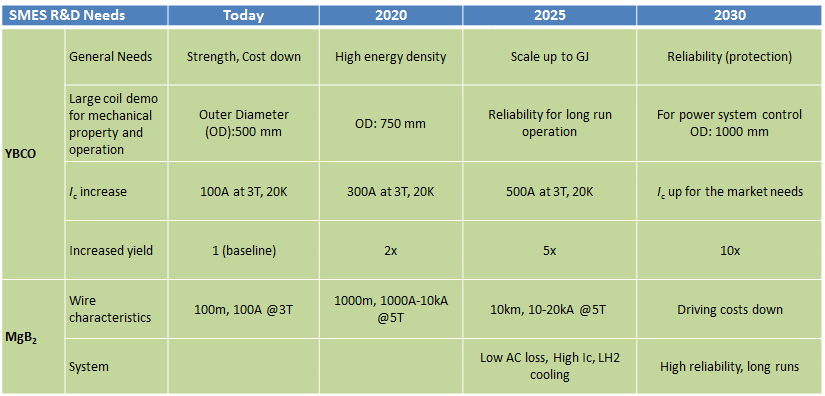 SMES R&D Needs
Today
2020
2025
2030
YBCO
General Needs
Strength, Cost down
High energy density
Scale up to GJ
Reliability (protection)
Large coil demo
for mechanical
property and
operation
Outer Diameter
(OD):500 mm
OD: 750 mm
Reliability for long run
operation
For power system control
OD: 1000 mm
Ic increase
100A at 3T, 20K
300A at 3T, 20K
500A at 3T, 20K
Ic up for the market needs
Increased yield
1 (baseline)
2x
5x
10x
MgB2
Wire
characteristics
100m, 100A @3T
1000m, 1000A-10kA
@5T
10km, 10-20kA @5T
Driving costs down
System
Low AC loss, High Ic, LH2
cooling
High reliability, long runs